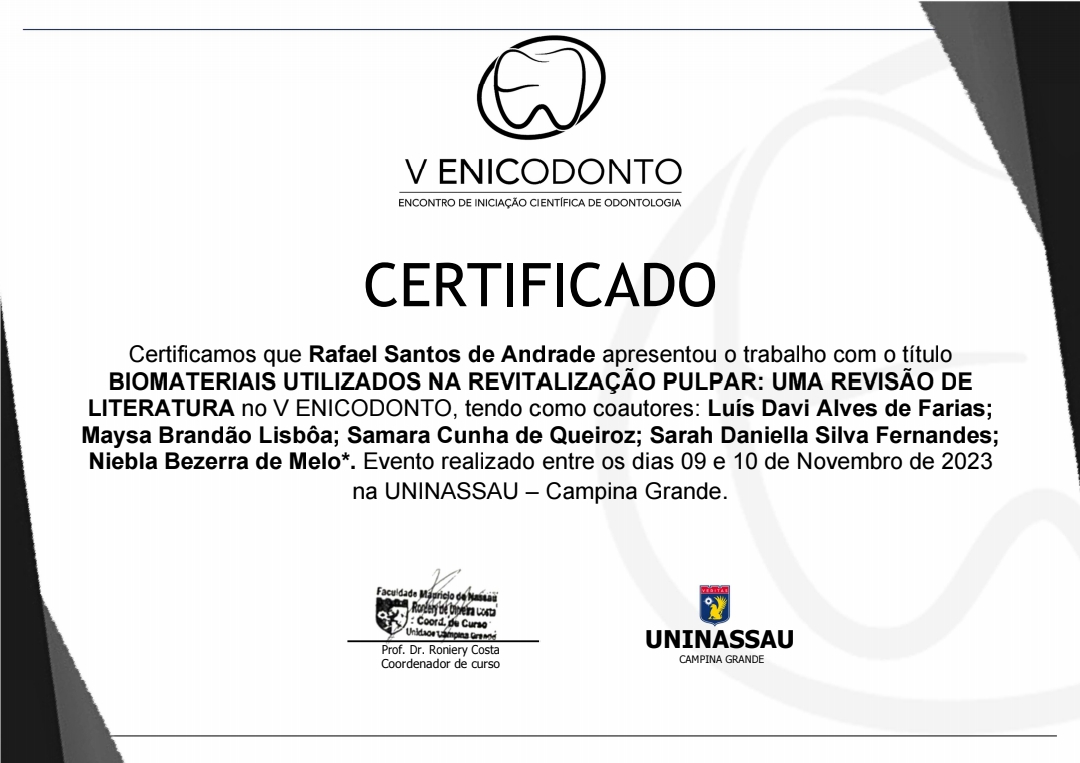 V ENICODONTO
ENCONTRO DE INICIAÇÃO CIENTÍFICA DE ODONTOLOGIA
CERTIFICADO
Certificamos que Rafael Santos de Andrade apresentou o trabalho com o título
BIOMATERIAIS UTILIZADOS NA REVITALIZAÇÃO PULPAR: UMA REVISÃO DE
LITERATURA no V ENICODONTO, tendo como coautores: Luís Davi Alves de Farias;
Maysa Brandão Lisbôa; Samara Cunha de Queiroz; Sarah Daniella Silva Fernandes;
Niebla Bezerra de Melo*. Evento realizado entre os dias 09 e 10 de Novembro de 2023
na UNINASSAU – Campina Grande.
Faculdade Mauricio de Nassau
Roniery de Oliveira Costa
Coord. de Curso
Unidade Campina Grande
Prof. Dr. Roniery Costa
Coordenador de curso
VERITAS
UNINASSAU
CAMPINA GRANDE